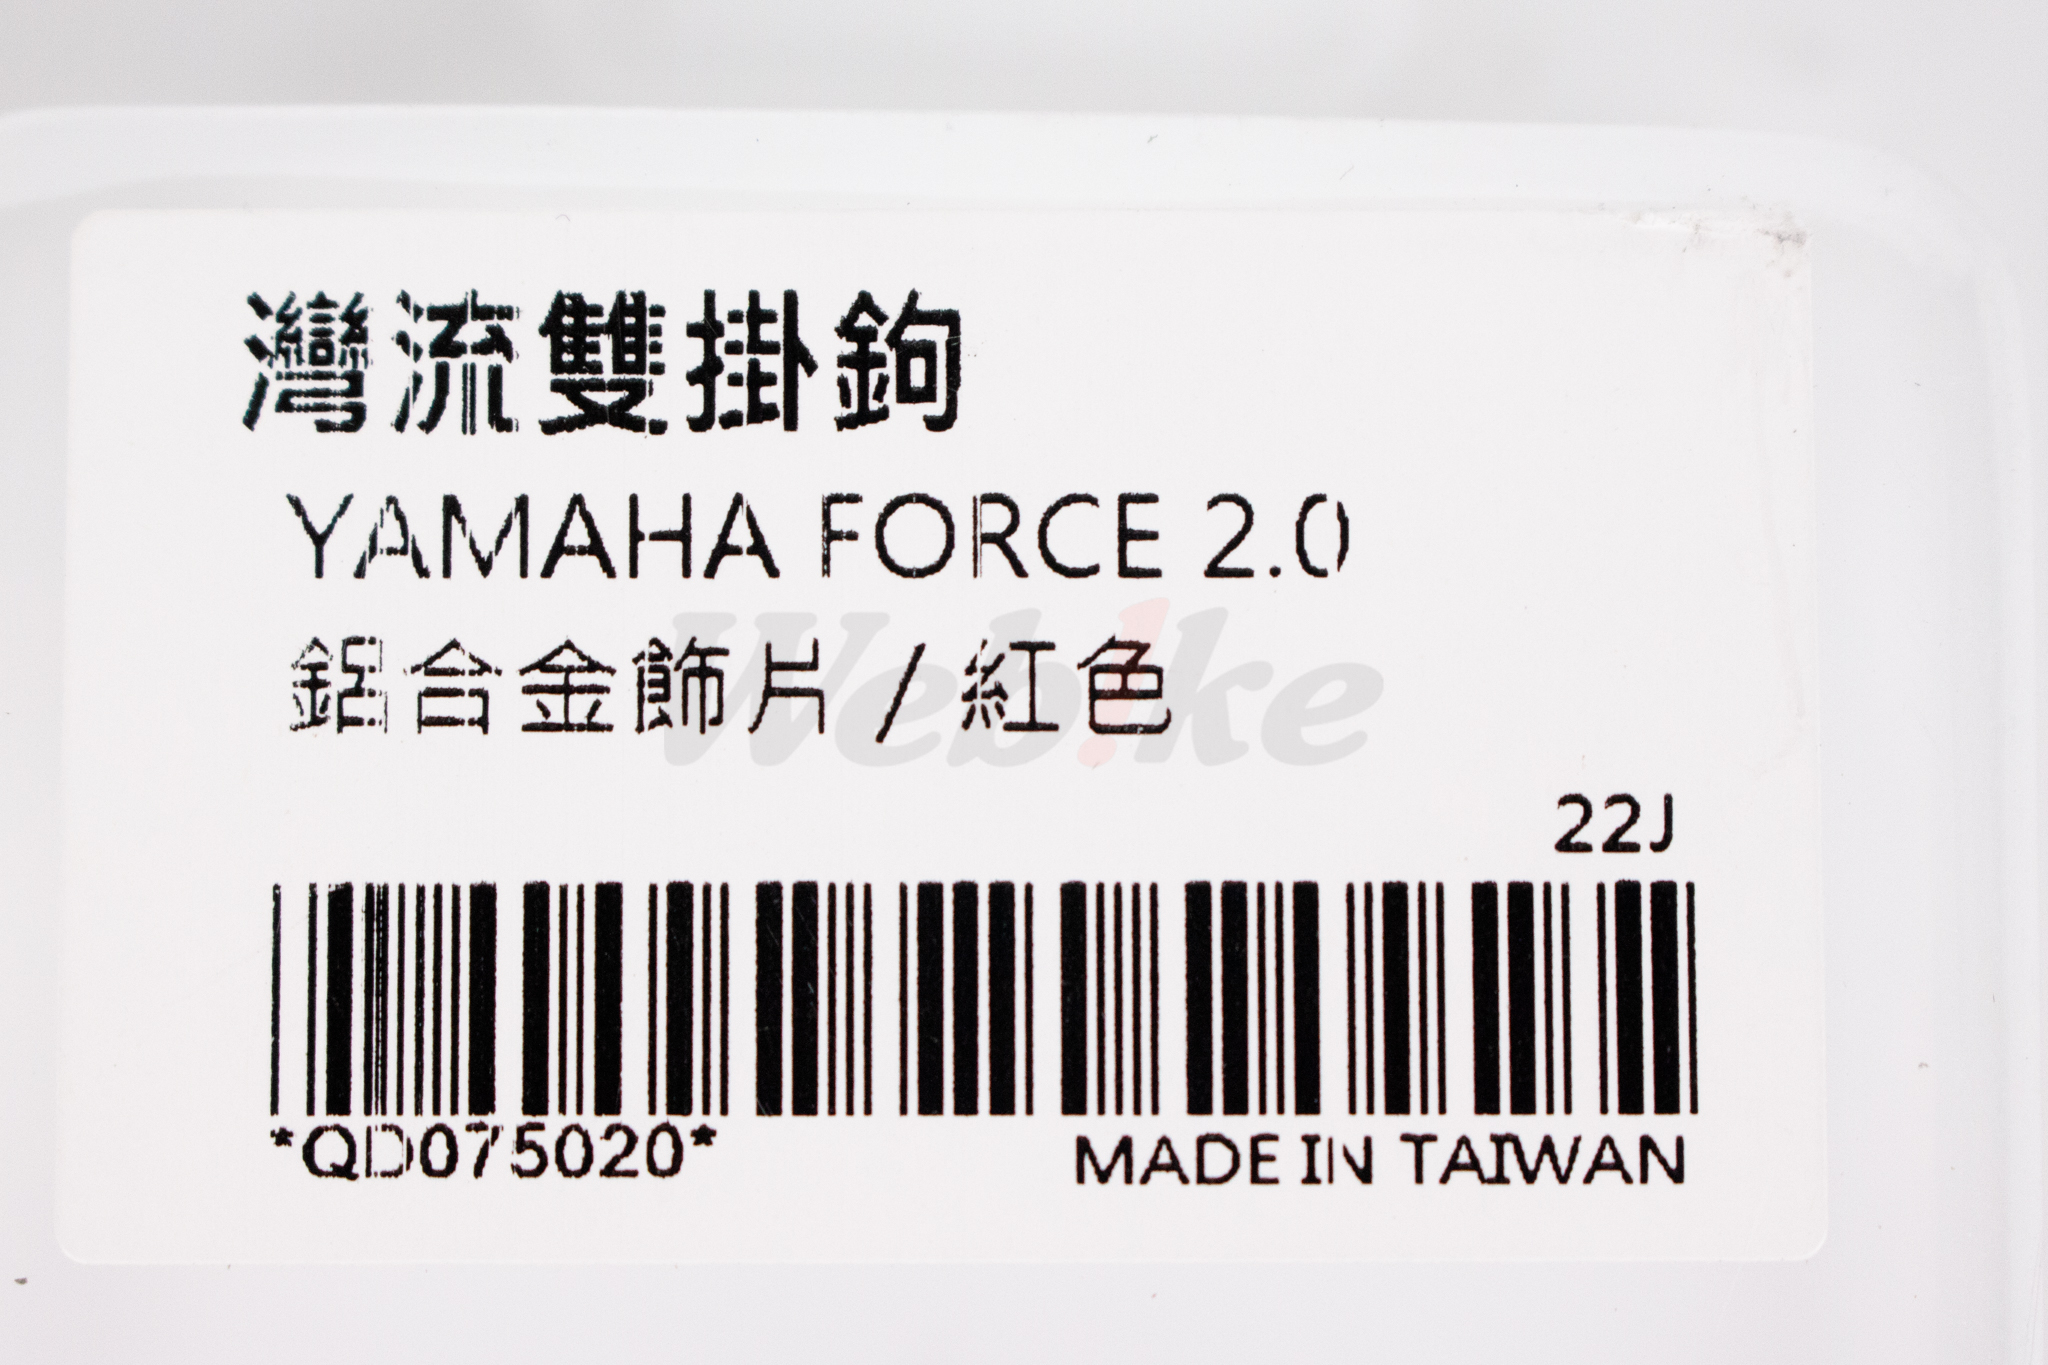 灣流雙掛鉤
YAMAHA FORCE 2.0
鋁合金飾片 / 紅色
Webike
22J
*QD075020*
MADE IN TAIWAN